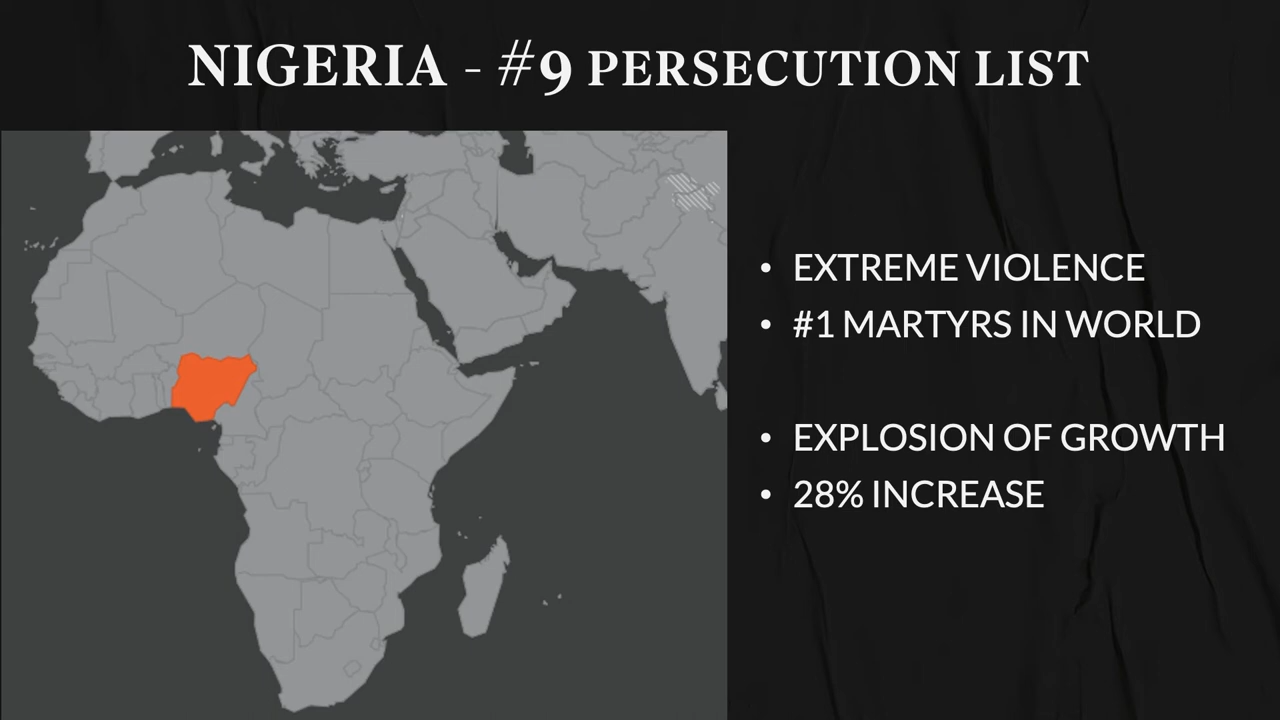 NIGERIA - #9 PERSECUTION LIST
• EXTREME VIOLENCE
• #1 MARTYRS IN WORLD
• EXPLOSION OF GROWTH
• 28% INCREASE